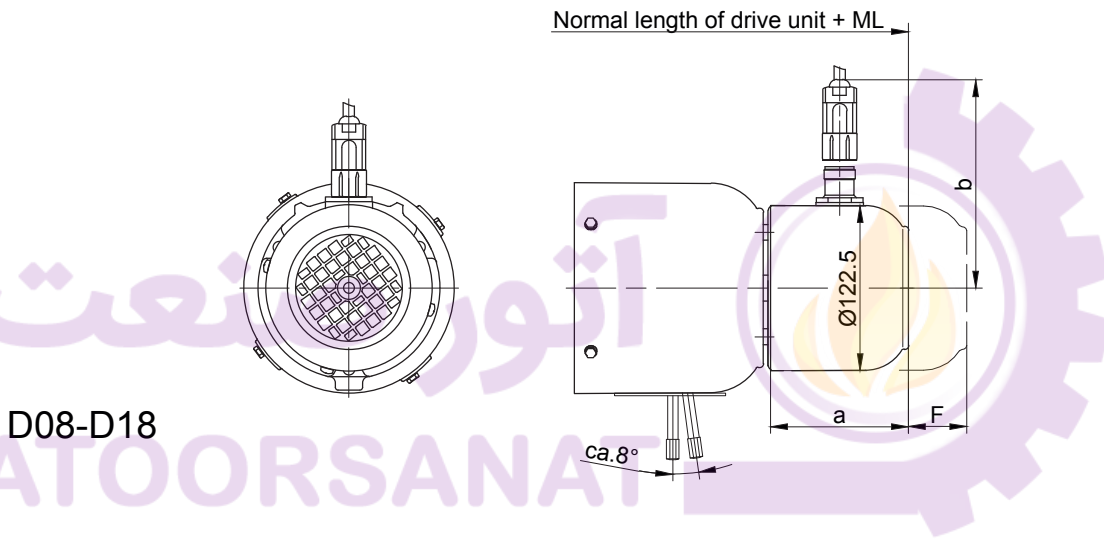 Normal length of drive unit + ML
b
Ø122.5
آتور صنعت
a
F
D08-D18
ca.8°
ATOORSANAT